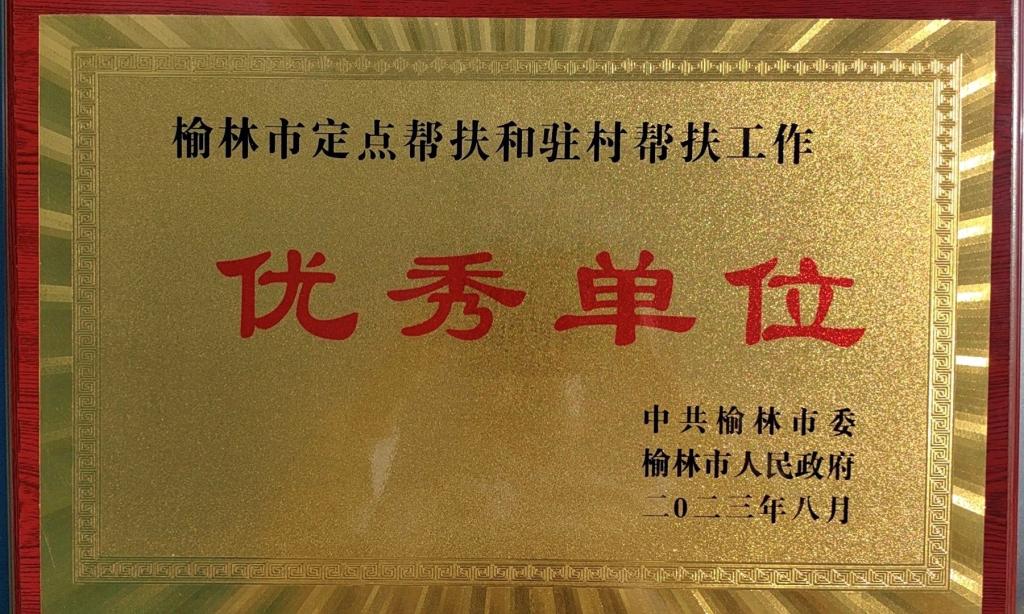 榆林市定点帮扶和驻村帮扶工作
优秀单位
中共榆林市委
榆林市人民政府
二0二三年八月